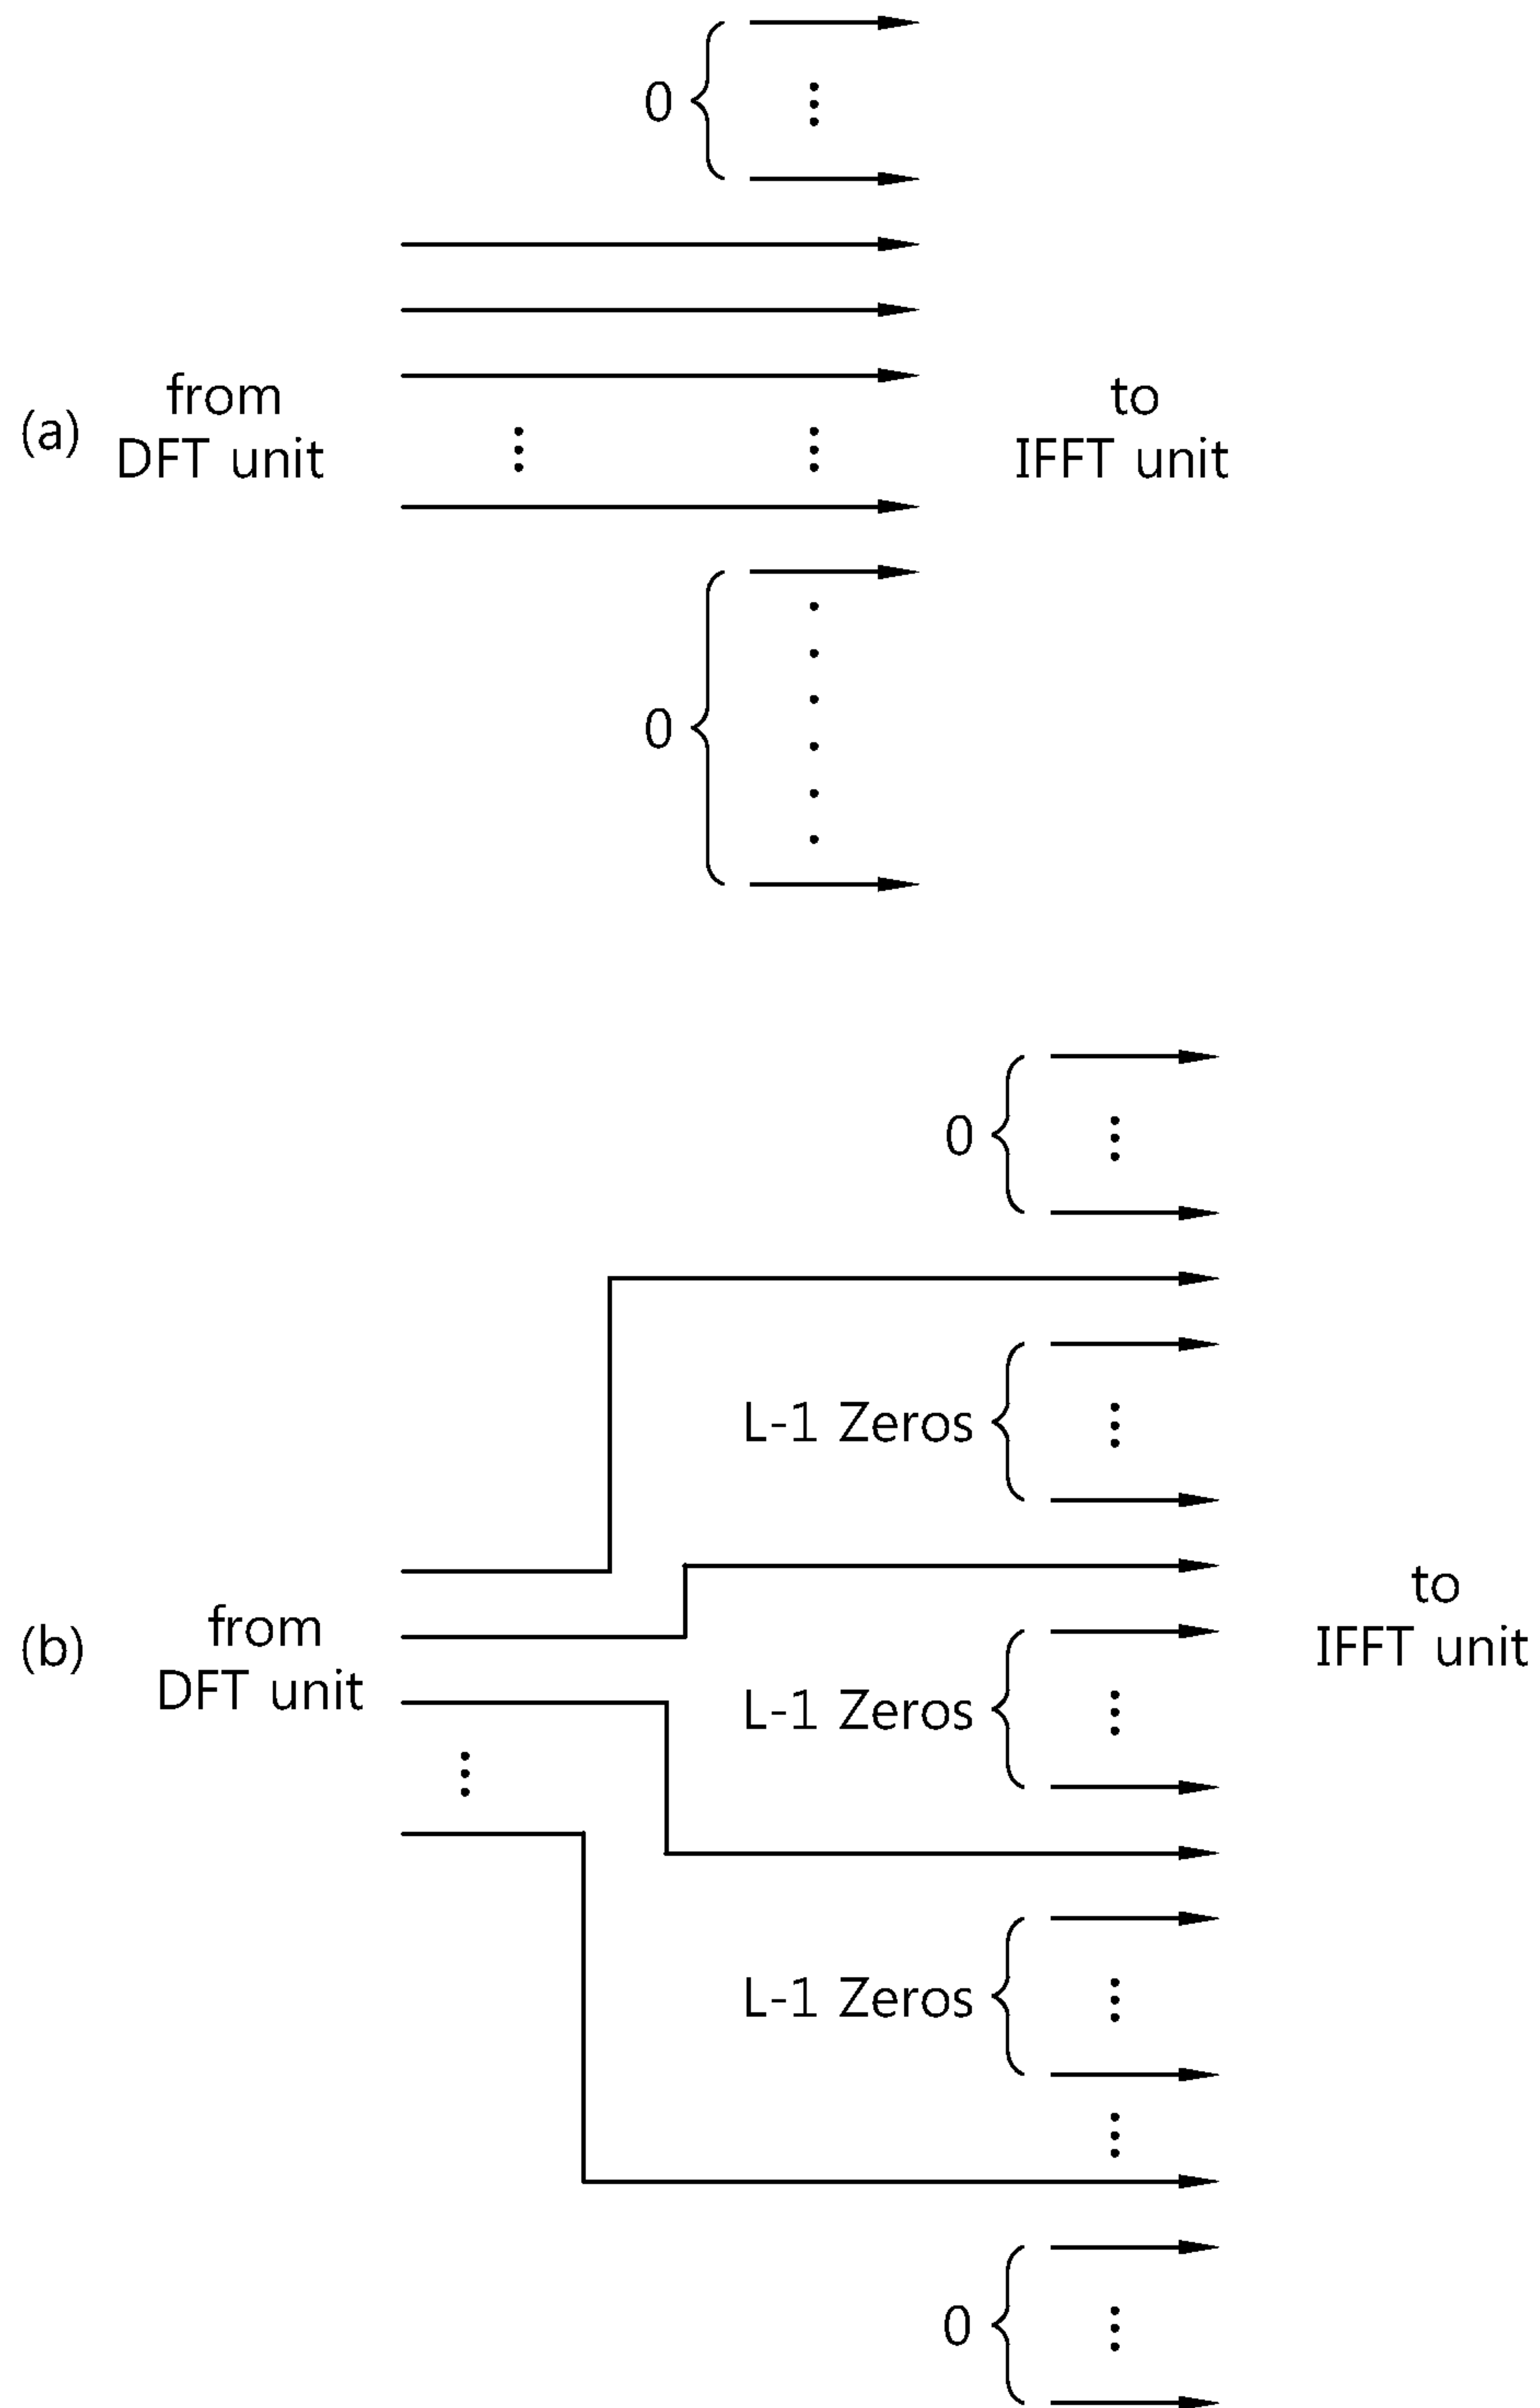 0
(a)
from
DFT unit
to
IFFT unit
0
0
L-1 Zeros
(b)
from
DFT unit
L-1 Zeros
to
IFFT unit
L-1 Zeros
0